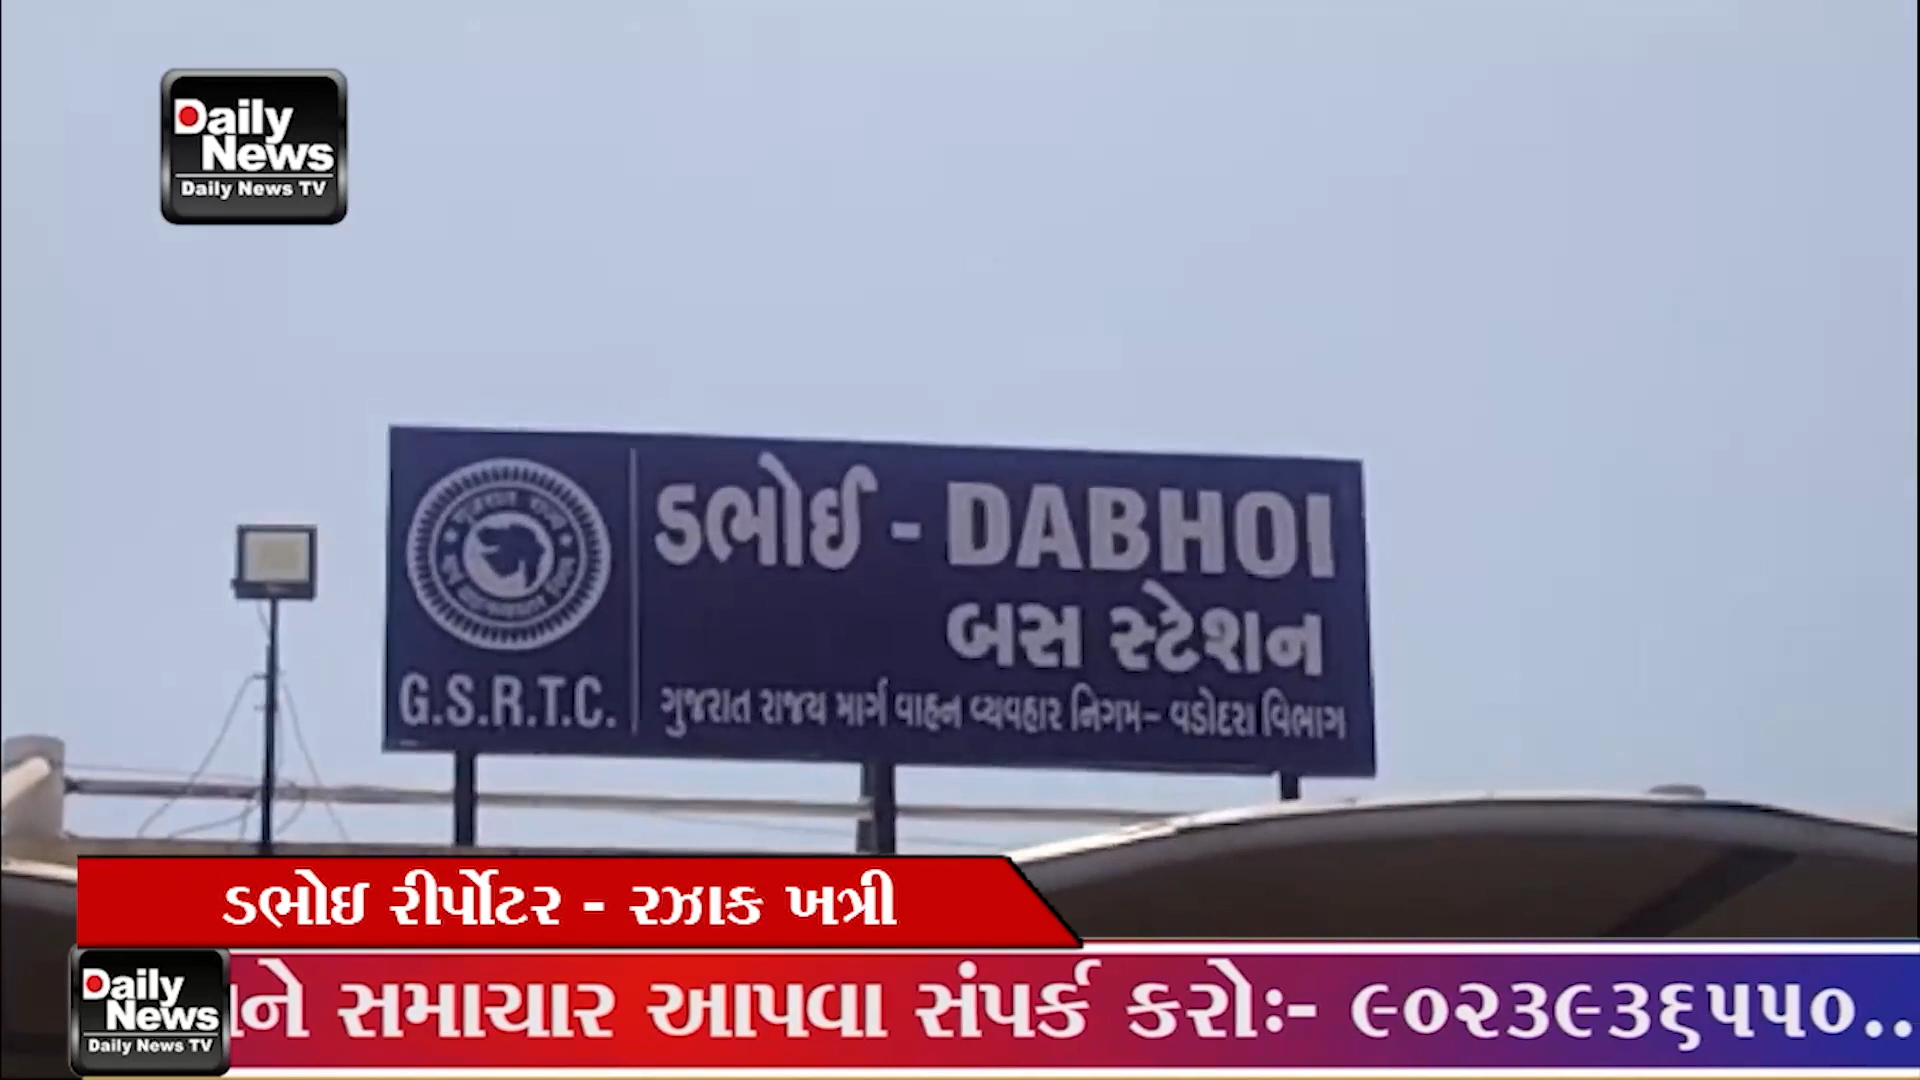 Daily
News
Daily News TV
ડભોઈ - DABHOI
બસ સ્ટેશન
G.S.R.T.C.
ગુજરાત રાજ્ય માર્ગ વાહન વ્યવહાર નિગમ– વડોદરા વિભાગ
ડભોઇ રીર્પોટર - રઝાક ખત્રી
Daily
News
Daily News TV
સમાચાર આપવા સંપર્ક કરોઃ- ૯૦૨૩૯૩૬૫૫૦..